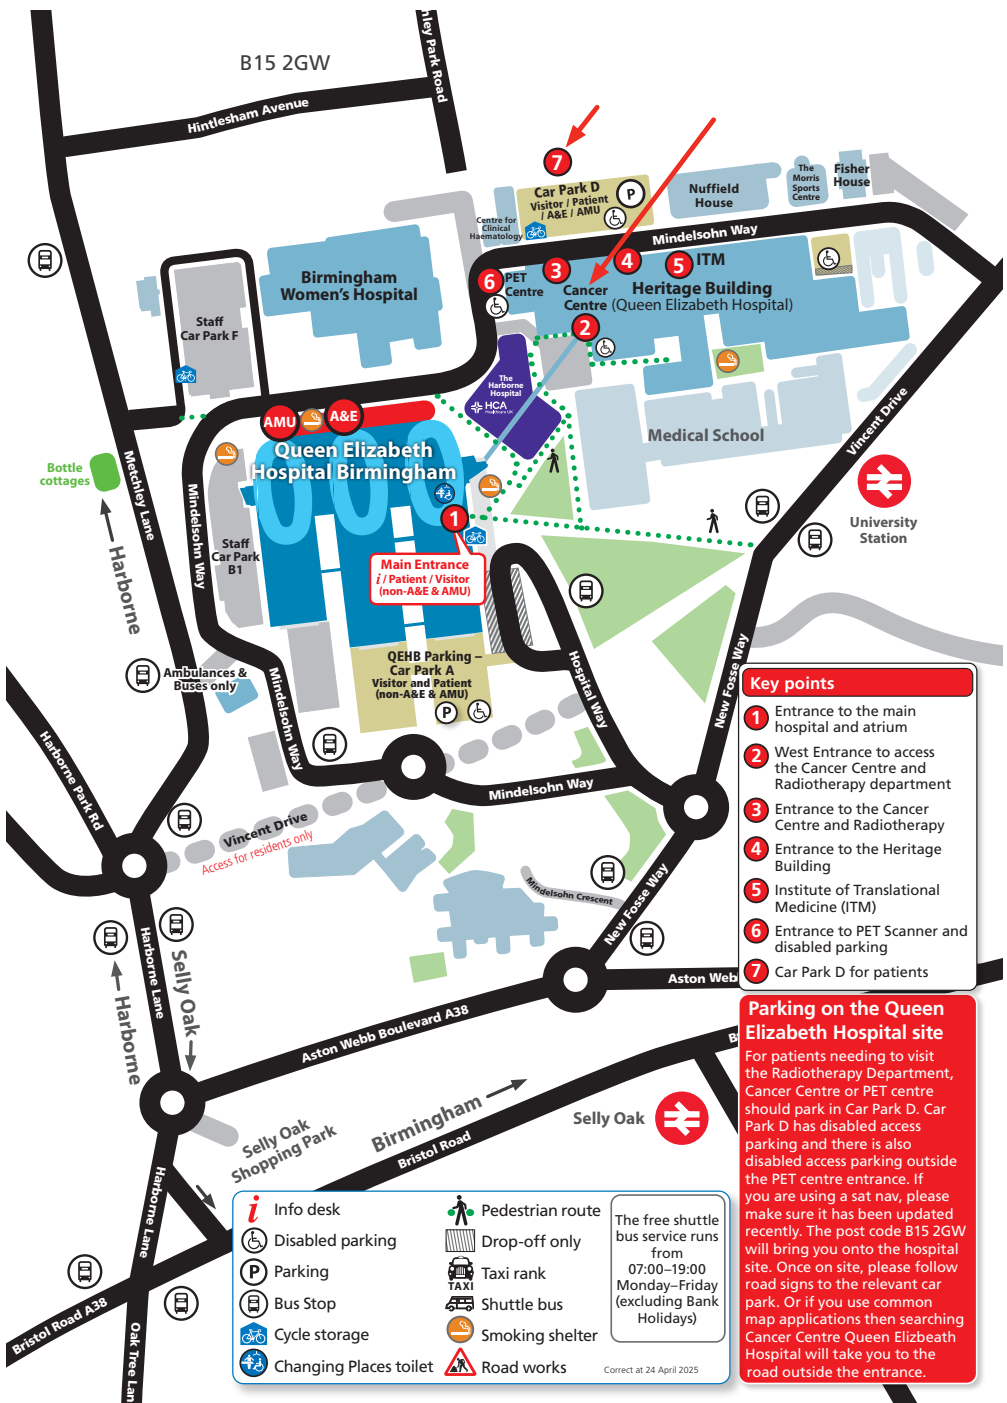 B15 2GW
nley Park Road
Hintlesham Avenue
7
Car Park D
Visitor / Patient
/ A&E / AMU
P
Centre for
Clinical
Haematology
Nuffield
House
The
Morris
Sports
Centre
Fisher
House
Mindelsohn Way
Birmingham
Women's Hospital
Staff
Car Park F
6
PET
Centre
3
Cancer
Centre
4
5
ITM
Heritage Building
(Queen Elizabeth Hospital)
2
The
Harborne
Hospital
HCA
Healthcare UK
Medical School
Vincent Drive
AMU
A&E
Queen Elizabeth
Hospital Birmingham
Bottle
cottages
Metchley Lane
Mindelsohn Way
Harborne
Staff
Car Park
B1
1
Main Entrance
i / Patient / Visitor
(non-A&E & AMU)
University
Station
Ambulances &
Buses only
QEHB Parking –
Car Park A
Visitor and Patient
(non-A&E & AMU)
P
Hospital Way
New Fosse Way
Mindelsohn Way
Mindelsohn Way
Harborne Park Rd
Vincent Drive
Access for residents only
Mindelsohn Crescent
New Fosse Way
Harborne Lane
Selly Oak
Harborne
Aston Webb Boulevard A38
Aston Web
B
Selly Oak
Shopping Park
Birmingham
Bristol Road
Selly Oak
Harborne Lane
Bristol Road A38
Oak Tree Lan
Key points
1 Entrance to the main
hospital and atrium
2 West Entrance to access
the Cancer Centre and
Radiotherapy department
3 Entrance to the Cancer
Centre and Radiotherapy
4 Entrance to the Heritage
Building
5 Institute of Translational
Medicine (ITM)
6 Entrance to PET Scanner and
disabled parking
7 Car Park D for patients
Parking on the Queen
Elizabeth Hospital site
For patients needing to visit
the Radiotherapy Department,
Cancer Centre or PET centre
should park in Car Park D. Car
Park D has disabled access
parking and there is also
disabled access parking outside
the PET centre entrance. If
you are using a sat nav, please
make sure it has been updated
recently. The post code B15 2GW
will bring you onto the hospital
site. Once on site, please follow
road signs to the relevant car
park. Or if you use common
map applications then searching
Cancer Centre Queen Elizbeath
Hospital will take you to the
road outside the entrance.
i Info desk
Disabled parking
P Parking
Bus Stop
Cycle storage
Changing Places toilet
Pedestrian route
Drop-off only
TAXI Taxi rank
Shuttle bus
Smoking shelter
Road works
The free shuttle
bus service runs
from
07:00–19:00
Monday–Friday
(excluding Bank
Holidays)
Correct at 24 April 2025